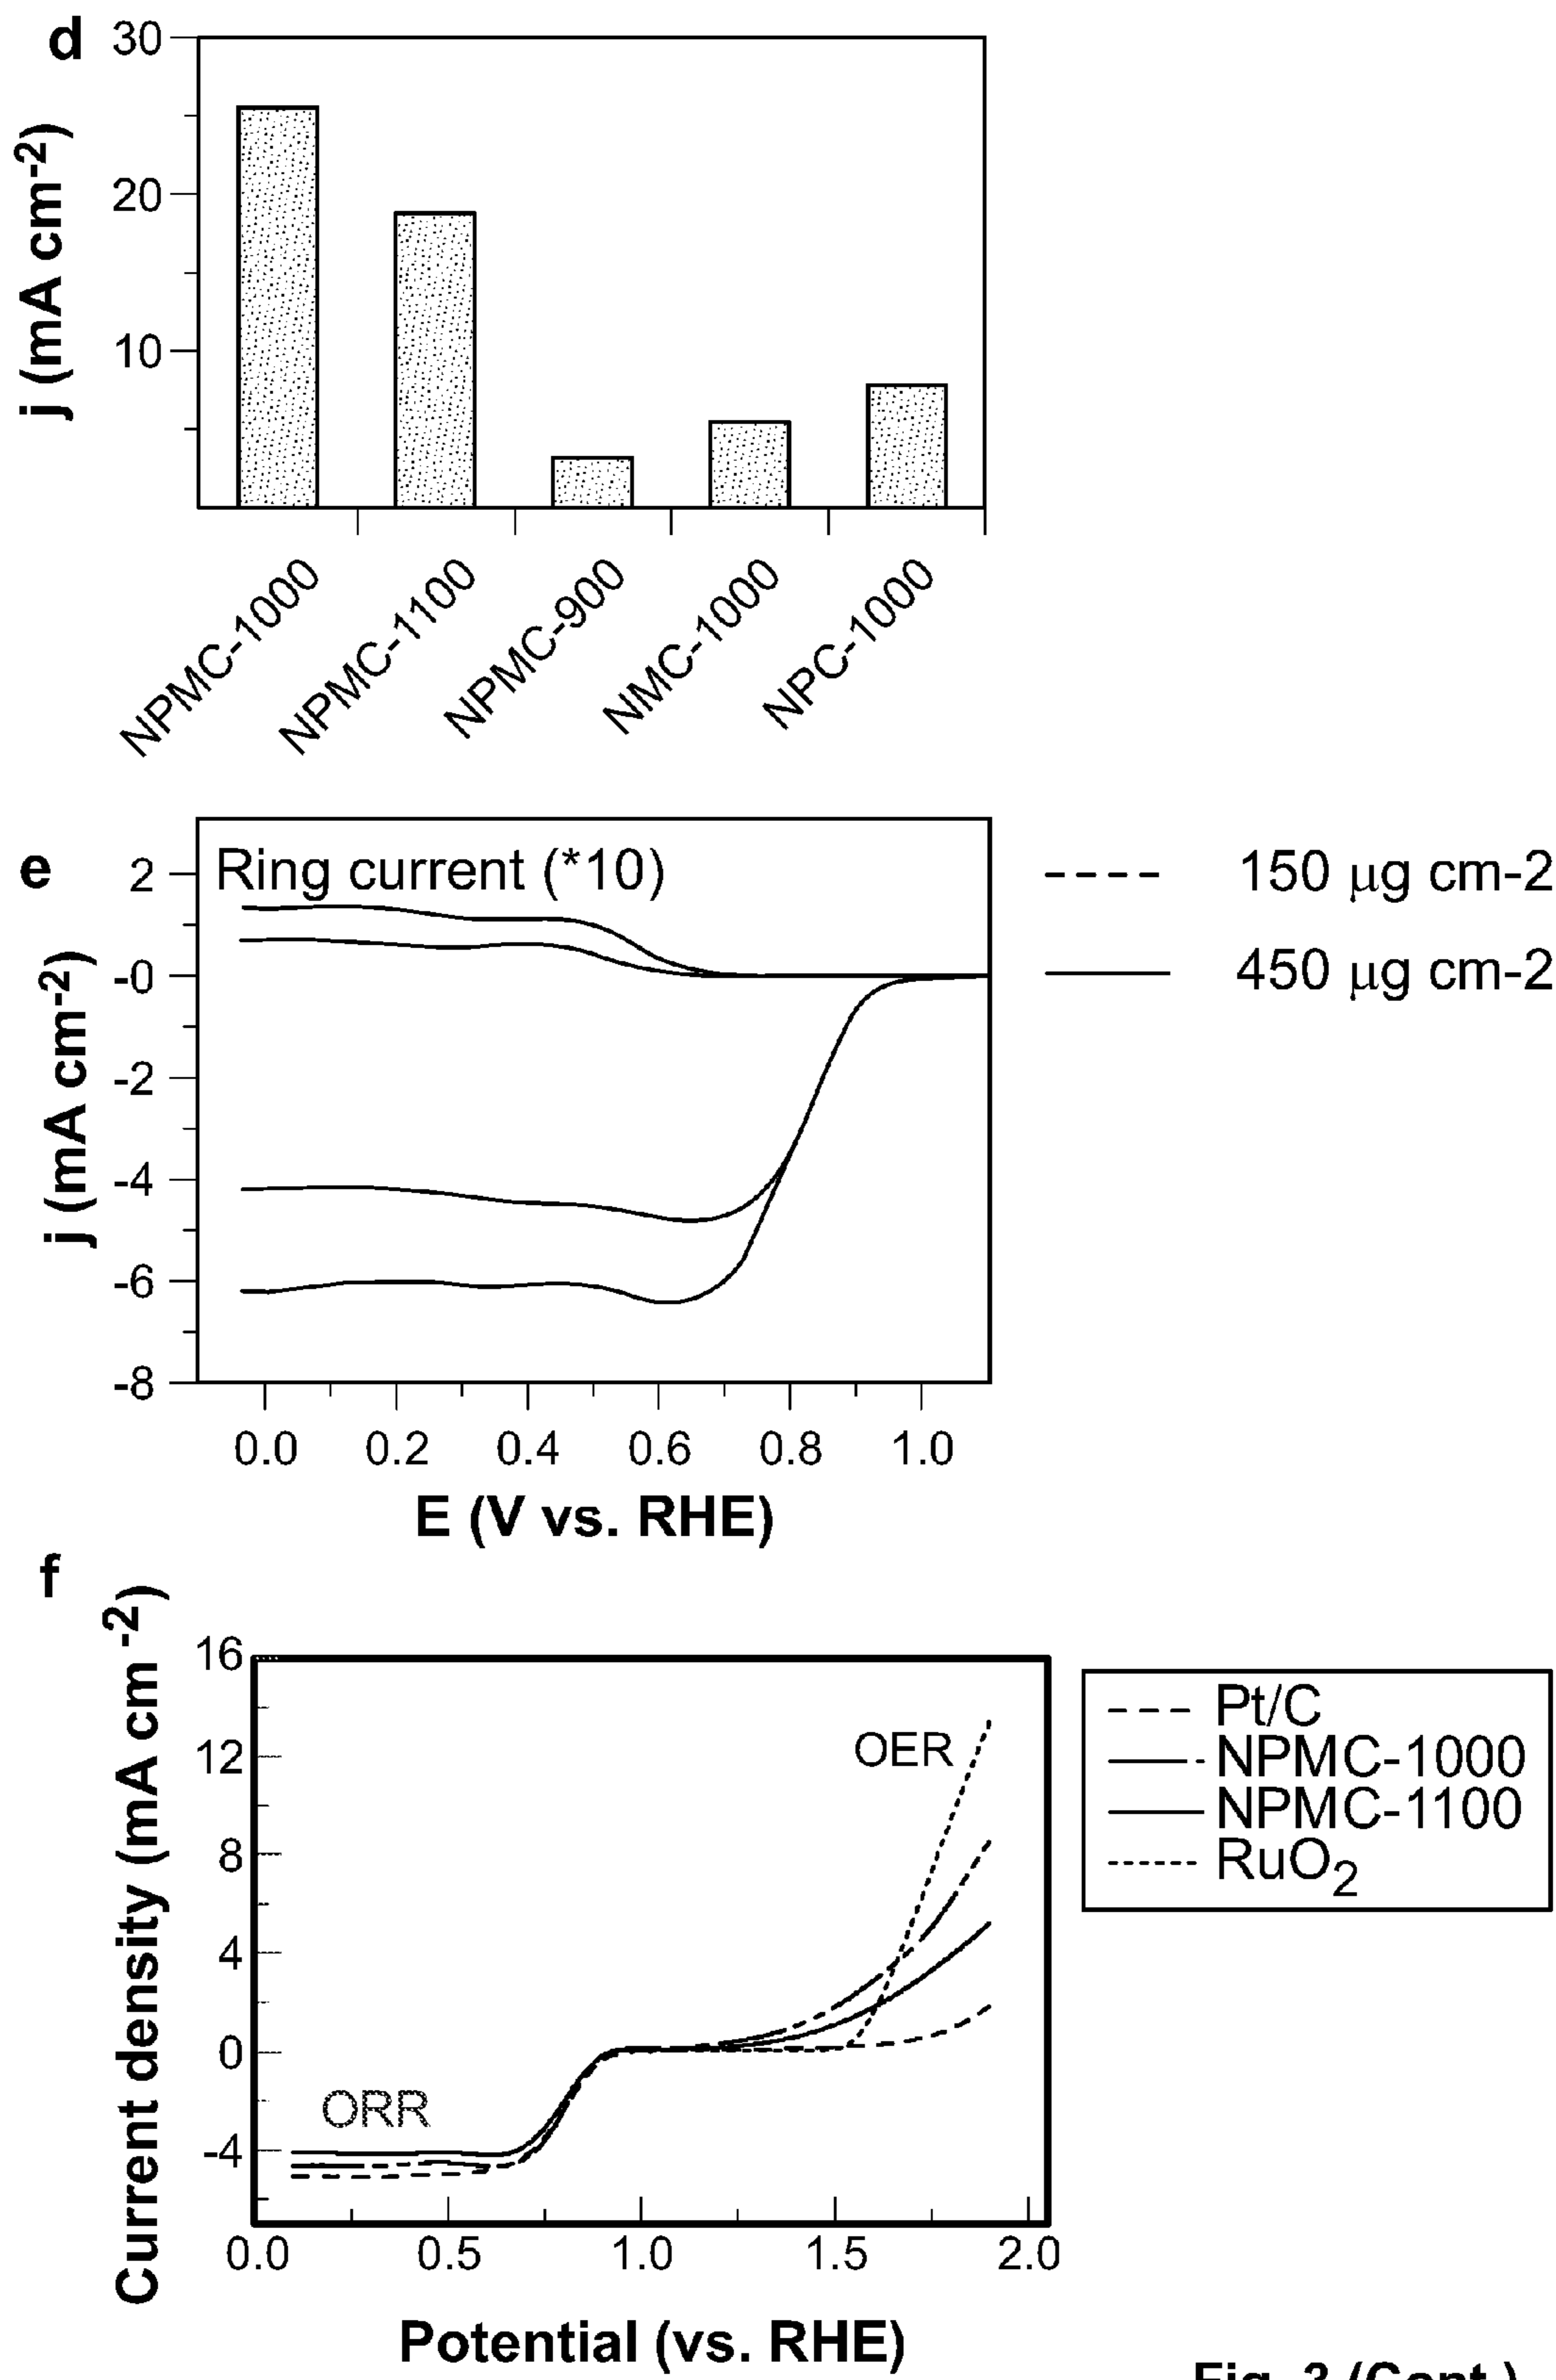 d
30
20
10
j (mA cm-2)
NPMC-1000
NPMC-1100
NPMC-900
NMC-1000
NPC-1000
e
Ring current (*10)
2
-0
-2
-4
-6
-8
j (mA cm-2)
0.0 0.2 0.4 0.6 0.8 1.0
E (V vs. RHE)
150 µg cm-2
450 µg cm-2
f
16
12
8
4
0
-4
Current density (mA cm -2)
OER
ORR
0.0 0.5 1.0 1.5 2.0
Potential (vs. RHE)
Pt/C
NPMC-1000
NPMC-1100
RuO2
Fig. 3 (Cont.)